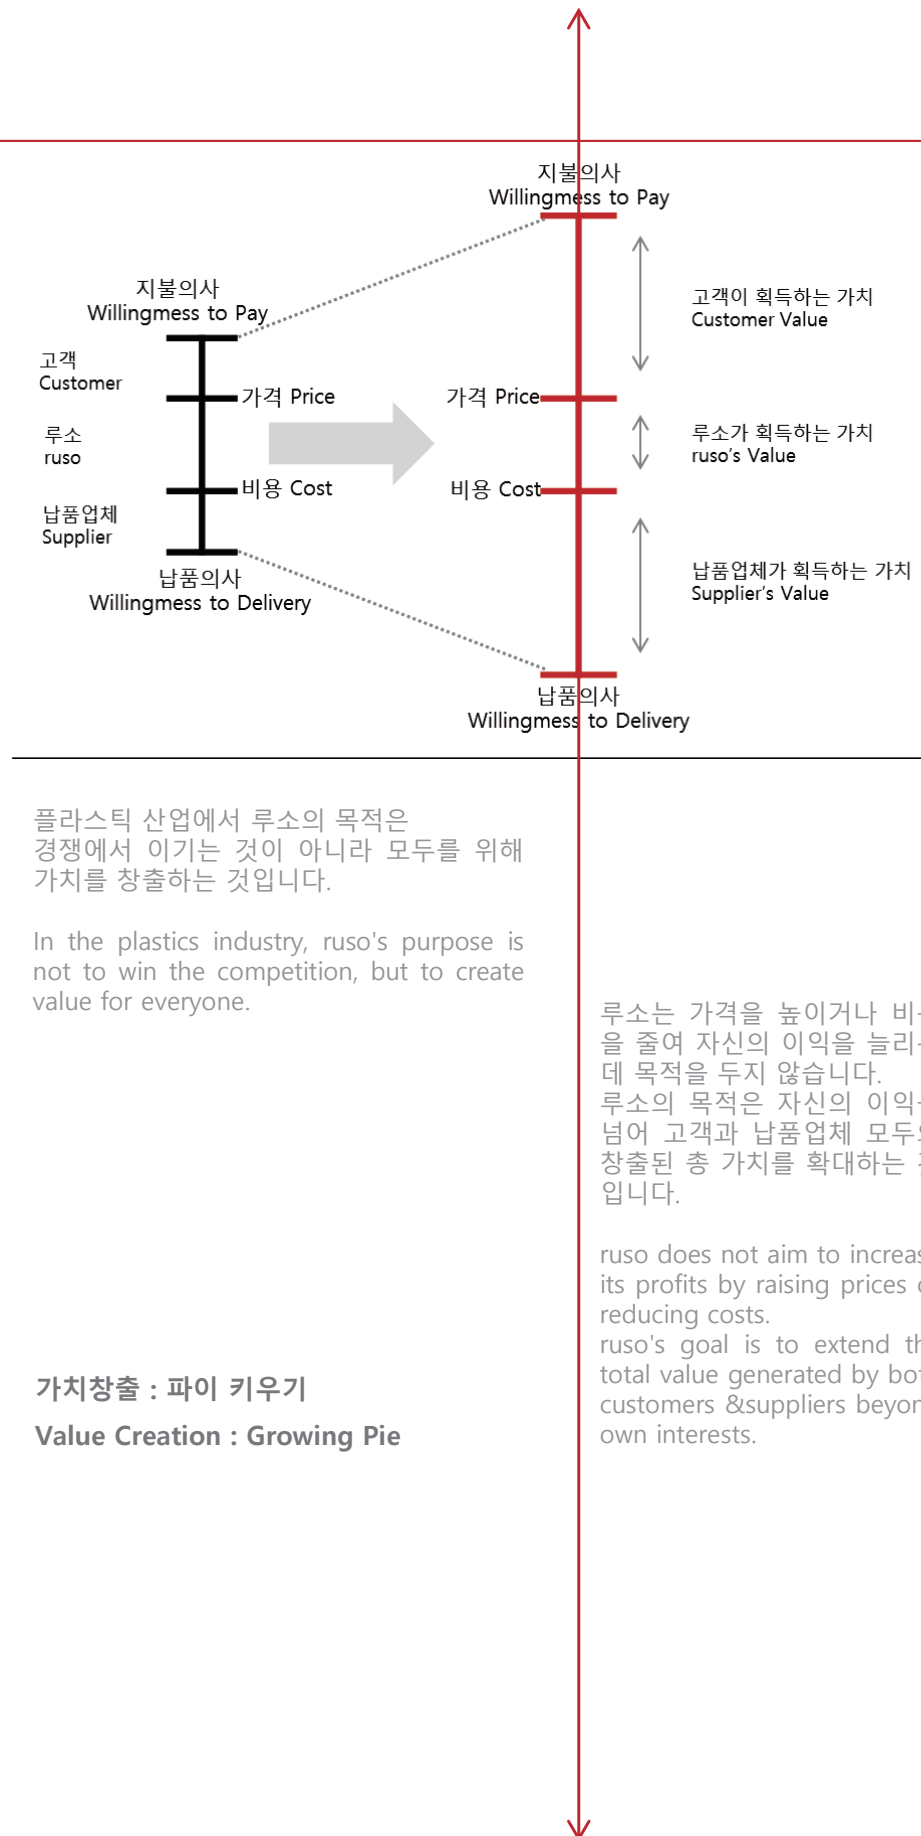 지불의사
Willingmess to Pay
지불의사
Willingmess to Pay
고객
Customer
루소
ruso
납품업체
Supplier
가격 Price
비용 Cost
납품의사
Willingmess to Delivery
가격 Price
비용 Cost
고객이 획득하는 가치
Customer Value
루소가 획득하는 가치
ruso's Value
납품업체가 획득하는 가치
Supplier's Value
납품의사
Willingmess to Delivery
플라스틱 산업에서 루소의 목적은
경쟁에서 이기는 것이 아니라 모두를 위해
가치를 창출하는 것입니다.
In the plastics industry, ruso's purpose is
not to win the competition, but to create
value for everyone.
가치창출 : 파이 키우기
Value Creation : Growing Pie
루소는 가격을 높이거나
을 줄여 자신의 이익을
데 목적을 두지 않습니다.
루소의 목적은 자신의
넘어 고객과 납품업체
창출된 총 가치를 확대하는
입니다.
ruso does not aim to
its profits by raising prices
reducing costs.
ruso's goal is to extend
total value generated by
customers &suppliers
own interests.